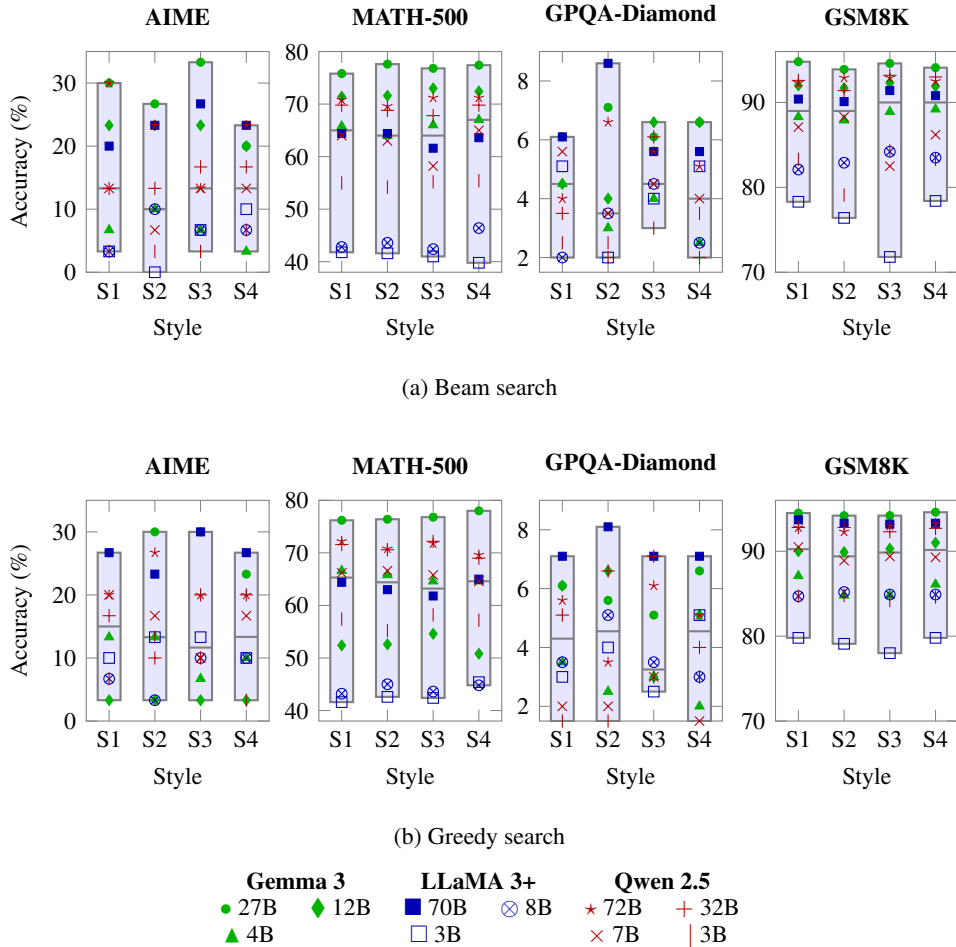 AIME MATH-500 GPQA-Diamond GSM8K
Accuracy (%)
30
20
10
0
S1 S2 S3 S4
Style
80
70
60
50
40
S1 S2 S3 S4
Style
8
6
4
2
S1 S2 S3 S4
Style
90
80
70
S1 S2 S3 S4
Style
(a) Beam search
AIME MATH-500 GPQA-Diamond GSM8K
Accuracy (%)
30
20
10
0
S1 S2 S3 S4
Style
80
70
60
50
40
S1 S2 S3 S4
Style
8
6
4
2
S1 S2 S3 S4
Style
90
80
70
S1 S2 S3 S4
Style
(b) Greedy search
Gemma 3 LLaMA 3+ Qwen 2.5
27B 12B 70B 8B 72B 32B
4B 3B 7B 3B